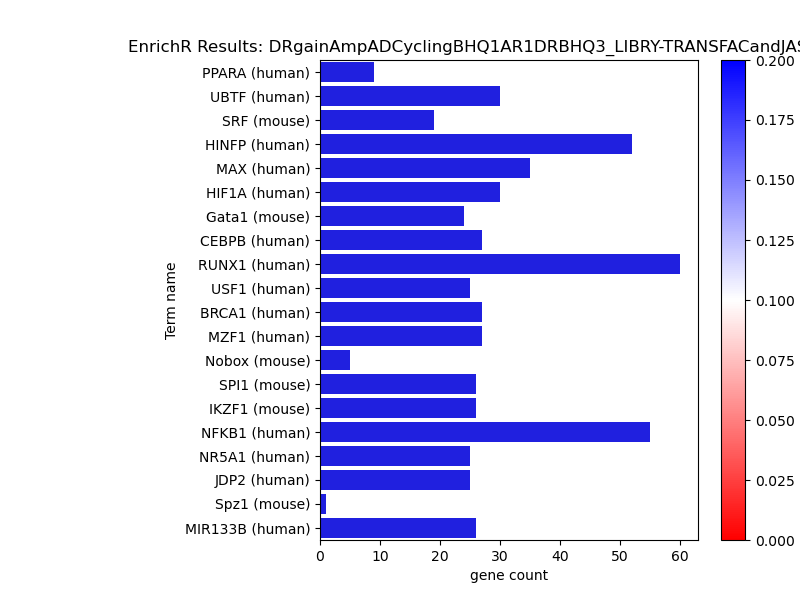 EnrichR Results: DRgainAmpADCyclingBHQ1AR1DRBHQ3_LIBRY-TRANSFACandJAS
PPARA (human)
UBTF (human)
SRF (mouse)
HINFP (human)
MAX (human)
HIF1A (human)
Gata1 (mouse)
CEBPB (human)
RUNX1 (human)
USF1 (human)
BRCA1 (human)
MZF1 (human)
Nobox (mouse)
SPI1 (mouse)
IKZF1 (mouse)
NFKB1 (human)
NR5A1 (human)
JDP2 (human)
Spz1 (mouse)
MIR133B (human)
Term name
0 10 20 30 40 50 60
gene count
0.200
0.175
0.150
0.125
0.100
0.075
0.050
0.025
0.000